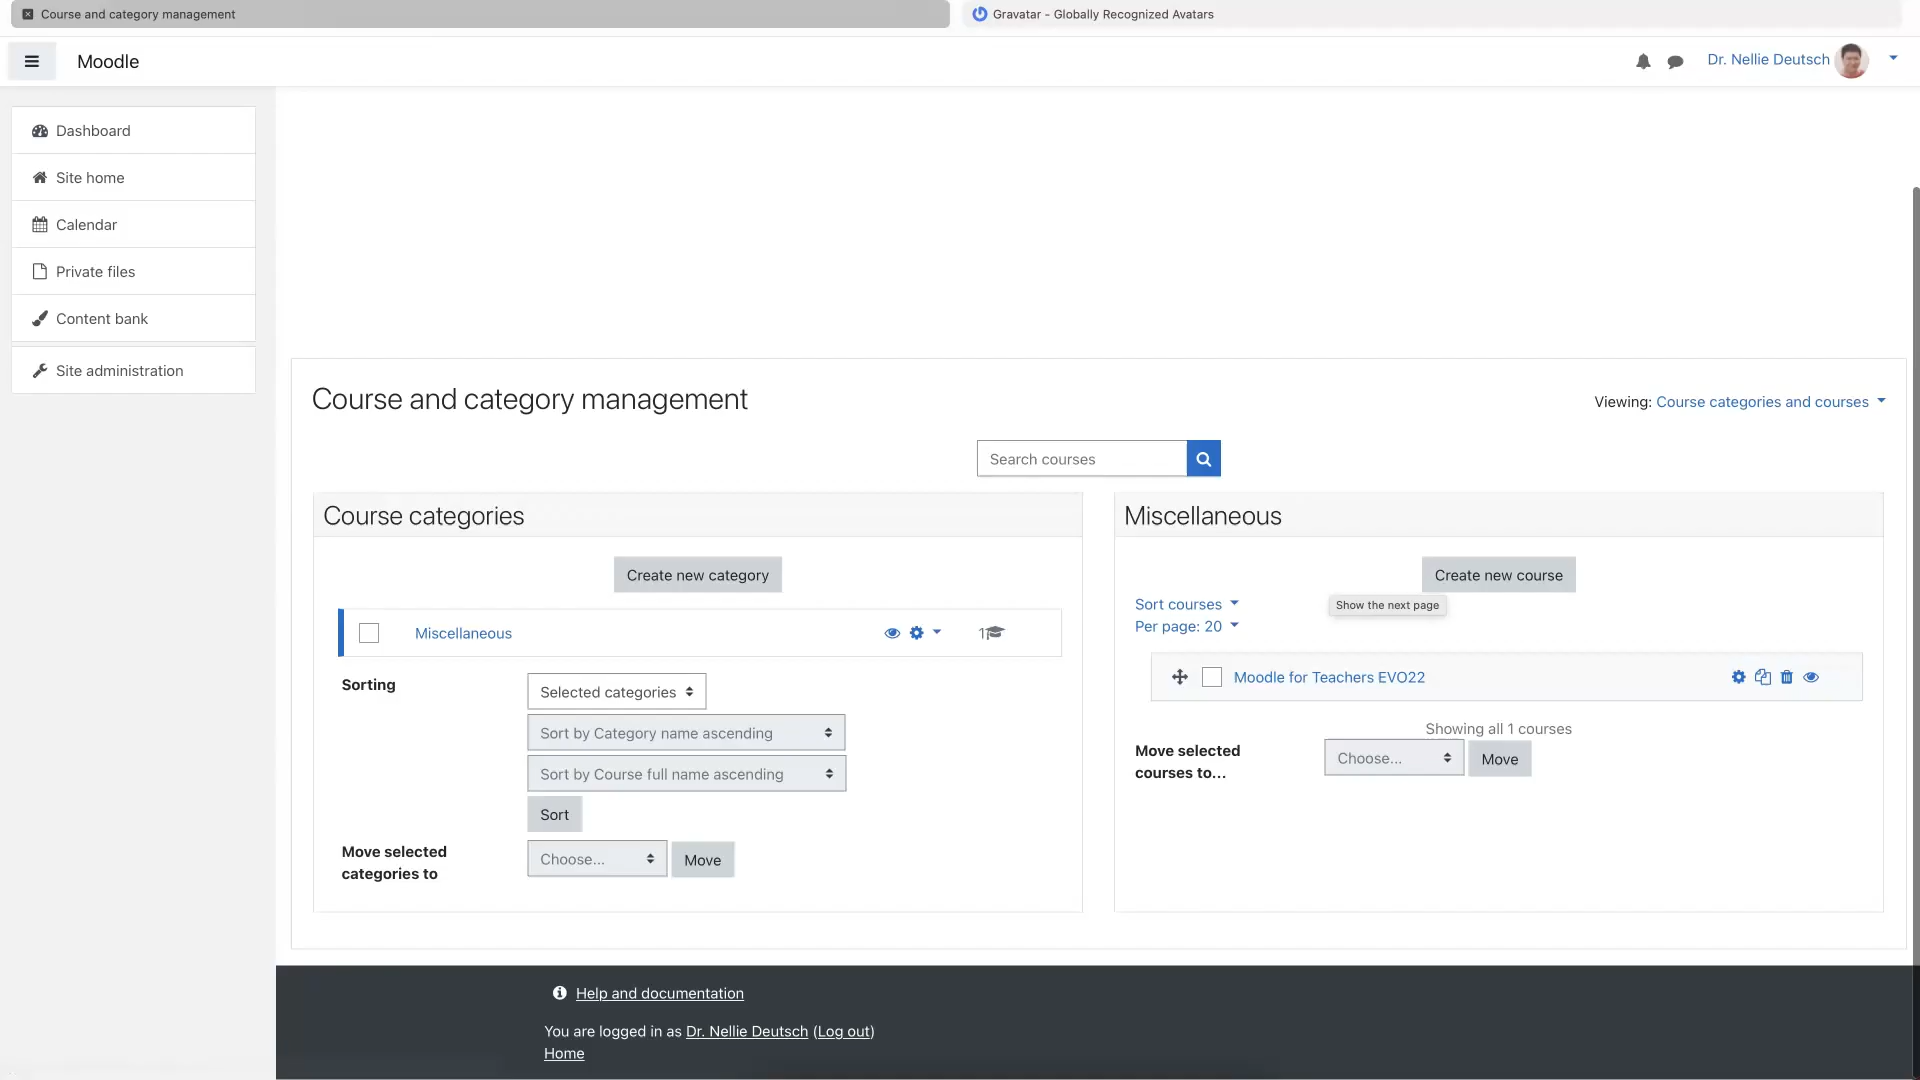 Course and category management
Gravatar - Globally Recognized Avatars
Moodle
Dr. Nellie Deutsch
Dashboard
Site home
Calendar
Private files
Content bank
Site administration
Course and category management
Viewing: Course categories and courses
Search courses
Course categories
Create new category
Miscellaneous
1
Sorting
Selected categories
Sort by Category name ascending
Sort by Course full name ascending
Sort
Move selected
categories to
Choose...
Move
Miscellaneous
Create new course
Sort courses
Show the next page
Per page: 20
Moodle for Teachers EVO22
Showing all 1 courses
Move selected
courses to...
Choose...
Move
Help and documentation
You are logged in as Dr. Nellie Deutsch (Log out)
Home